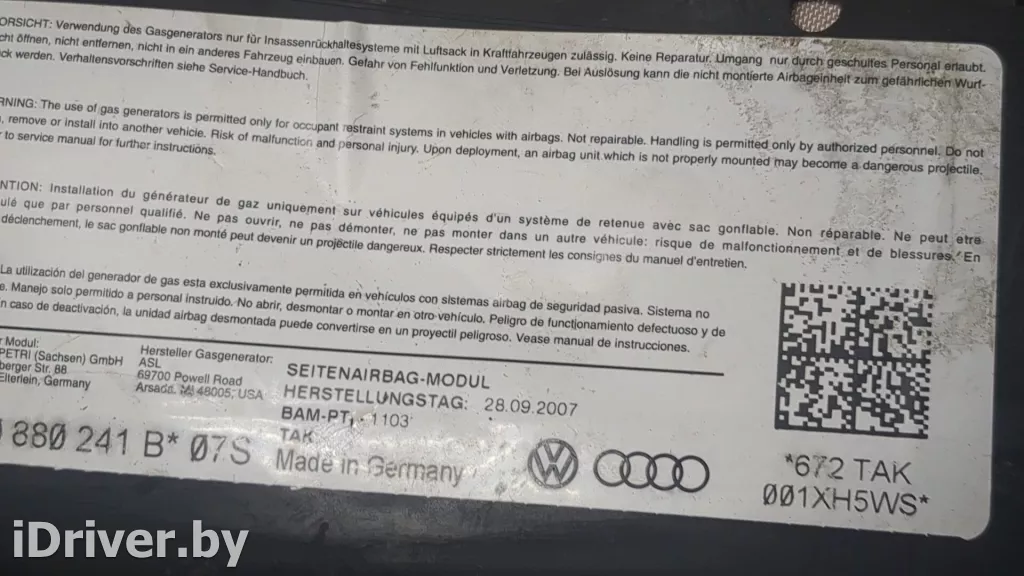 ORSICHT: Verwendung des Gasgenerators nur für Insassenrückhaltesysteme mit Luftsack in Kraftfahrzeugen zulässig. Keine Reparatur. Umgang nur durch geschultes Personal erlaubt.
cht öffnen, nicht entfernen, nicht in ein anderes Fahrzeug einbauen. Gefahr von Fehlfunktion und Verletzung. Bei Auslösung kann die nicht montierte Airbageinheit zum gefährlichen Wurf-
ck werden. Verhaltensvorschriften siehe Service-Handbuch.
RNING: The use of gas generators is permitted only for occupant restraint systems in vehicles with airbags. Not repairable. Handling is permitted only by authorized personnel. Do not
, remove or install into another vehicle. Risk of malfunction and personal injury. Upon deployment, an airbag unit which is not properly mounted may become a dangerous projectile.
r to service manual for further instructions.
NTION: Installation du générateur de gaz uniquement sur véhicules équipés d'un système de retenue avec sac gonflable. Non réparable. Ne peut etre
ulé que par personnel qualifié. Ne pas ouvrir, ne pas démonter, ne pas monter dans un autre véhicule: risque de malfonctionnement et de blessures. En
déclenchement, le sac gonflable non monté peut devenir un projectile dangereux. Respecter strictement les consignes du manuel d'entretien.
La utilización del generador de gas esta exclusivamente permitida en vehículos con sistemas airbag de seguridad pasiva. Sistema no
e. Manejo solo permitido a personal instruido. No abrir, desmontar o montar en otro vehículo. Peligro de funcionamiento defectuoso y de
n caso de deactivación, la unidad airbag desmontada puede convertirse en un proyectil peligroso. Vease manual de instrucciones.
r Modul:
PETRI (Sachsen) GmbH
berger Str. 88
Ellerlein, Germany
Hersteller Gasgenerator:
ASL
69700 Powell Road
Arsada, MI 48005; USA
SEITENAIRBAG-MODUL
HERSTELLUNGSTAG: 28.09.2007
BAM-PT, - 1103
TAK
Made in Germany
880 241 B* 07S
*672 TAK
001XH5WS*
iDriver.by